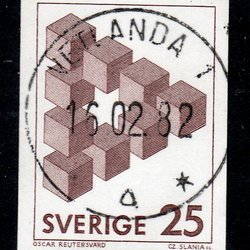 VETLANDA 1
16.02.82
SVERIGE 25
OSCAR REUTERSVÄRD CZ. SLANIA sc.